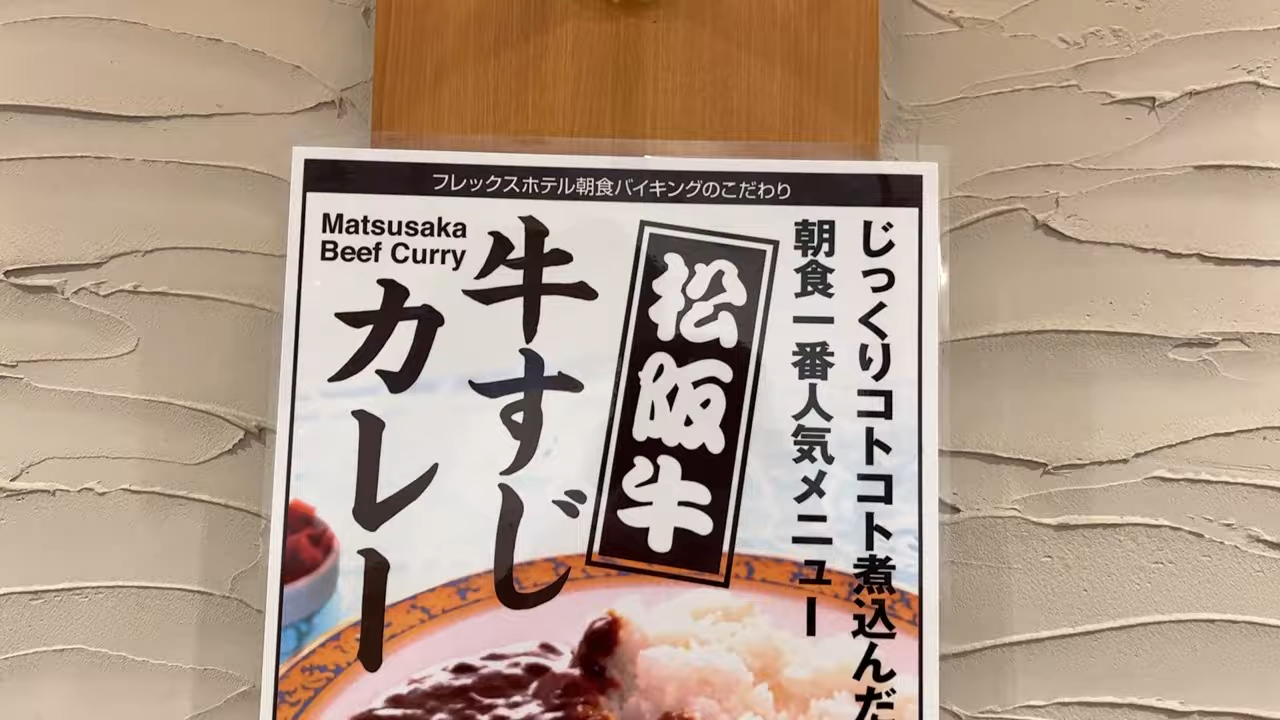 フレックスホテル朝食バイキングのこだわり
じっくりコトコト煮込んだ
朝食一番人気メニュー
松阪牛
牛すじ
カレー
Matsusaka
Beef Curry